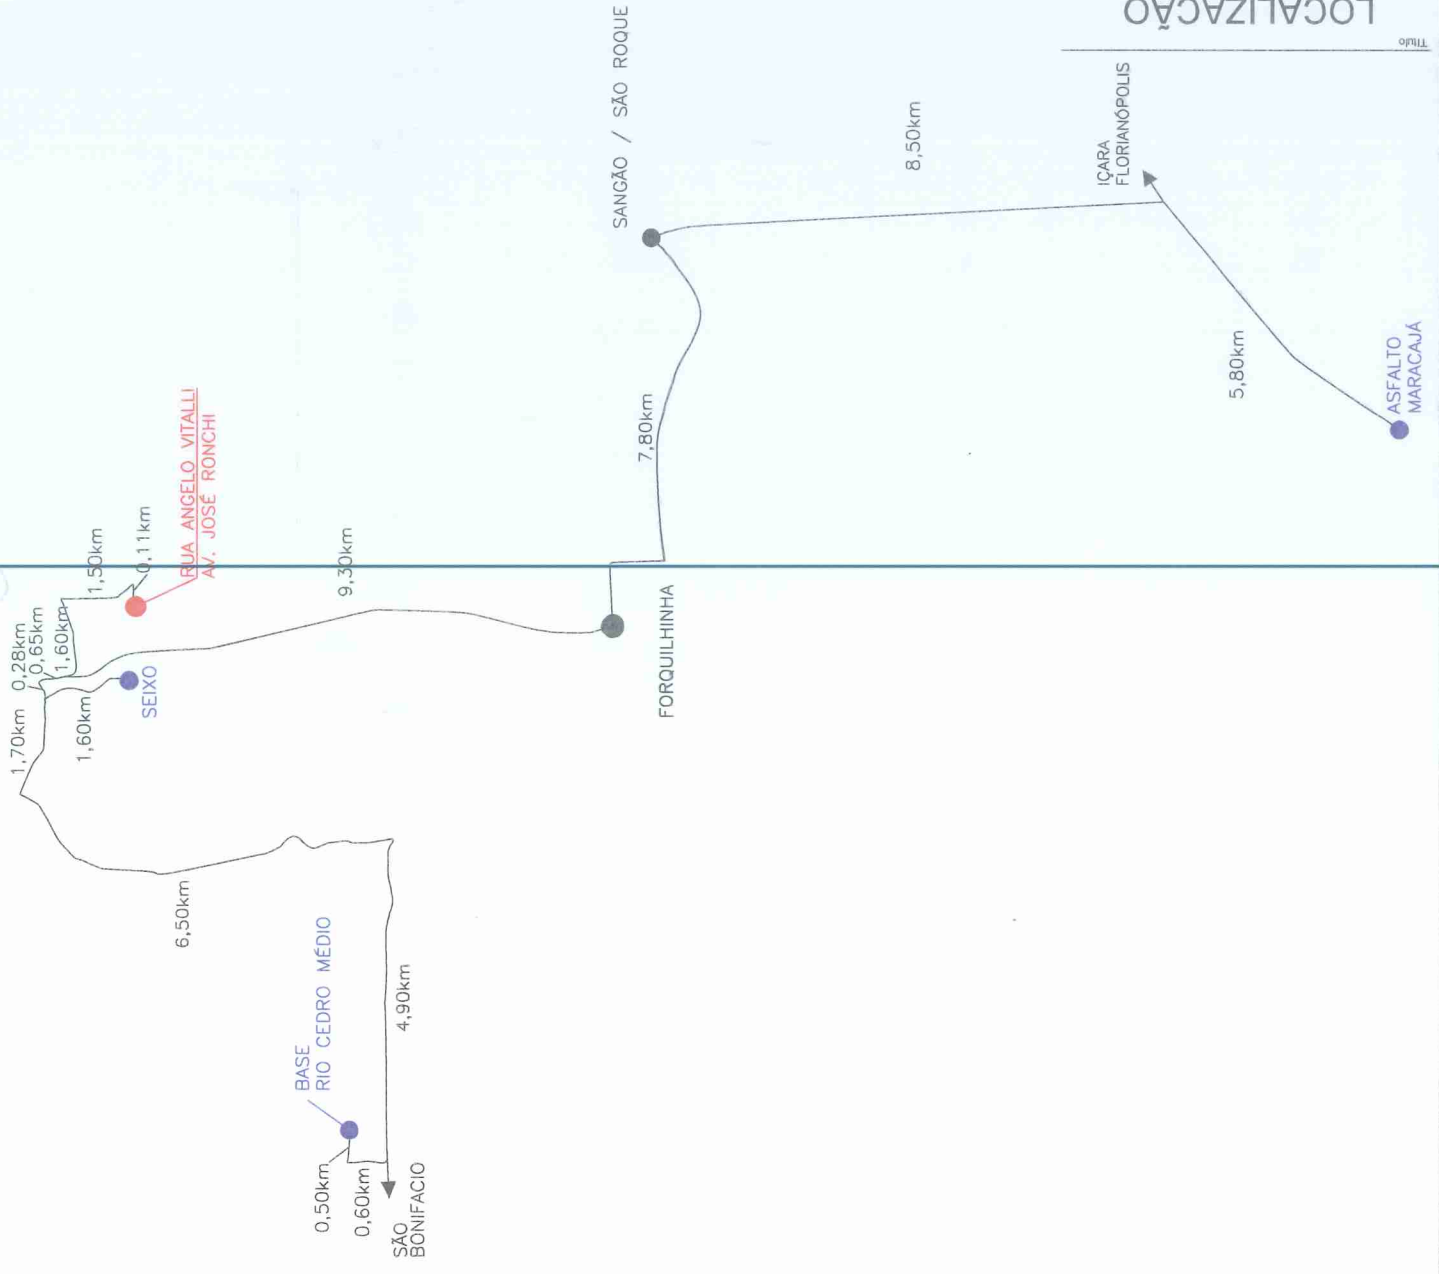 LOCALIZAÇÃO
Título
SANGÃO / SÃO ROQUE
8,50km
IÇARA
FLORIANÓPOLIS
5,80km
ASFALTO
MARACAJÁ
7,80km
RUA ANGELO VITALLI
AV. JOSÉ RONCHI
0,11km
1,50km
9,30km
FORQUILHINHA
0,28km
0,65km
1,60km
SEIXO
1,70km
1,60km
6,50km
BASE
RIO CEDRO MÉDIO
4,90km
0,50km
0,60km
SÃO
BONIFACIO